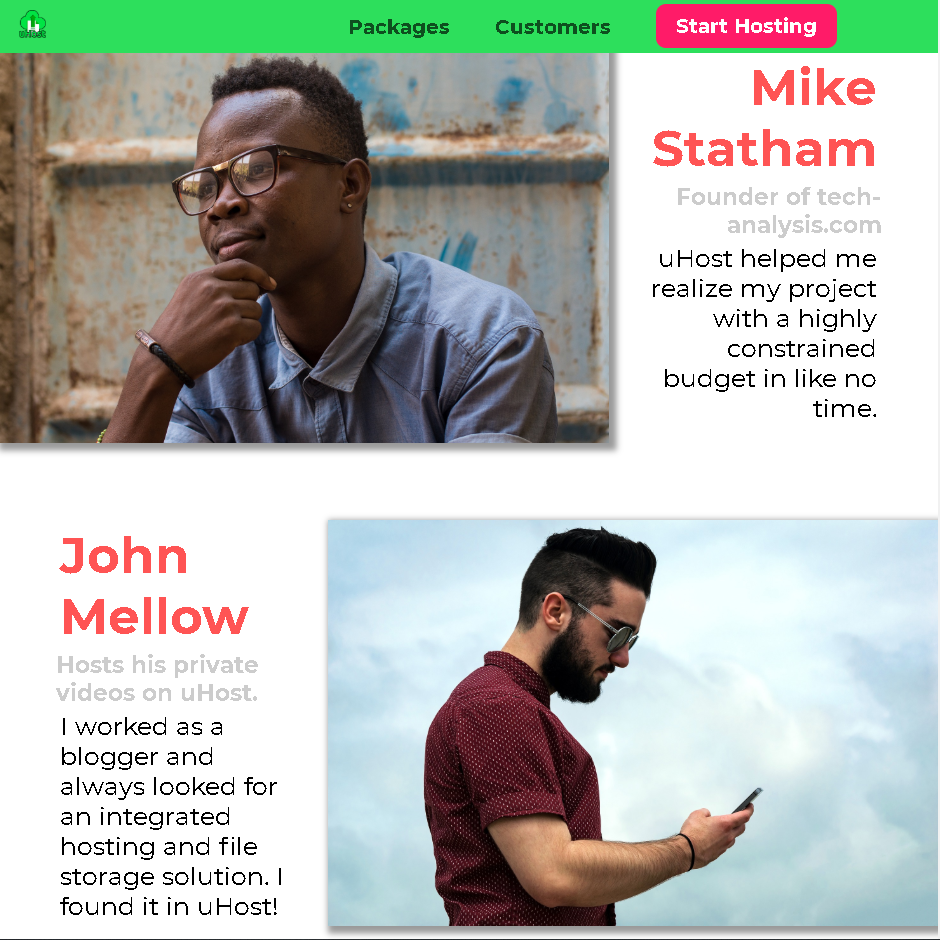 uHost
Packages
Customers
Start Hosting
Mike
Statham
Founder of tech-
analysis.com
uHost helped me
realize my project
with a highly
constrained
budget in like no
time.
John
Mellow
Hosts his private
videos on uHost.
I worked as a
blogger and
always looked for
an integrated
hosting and file
storage solution. I
found it in uHost!